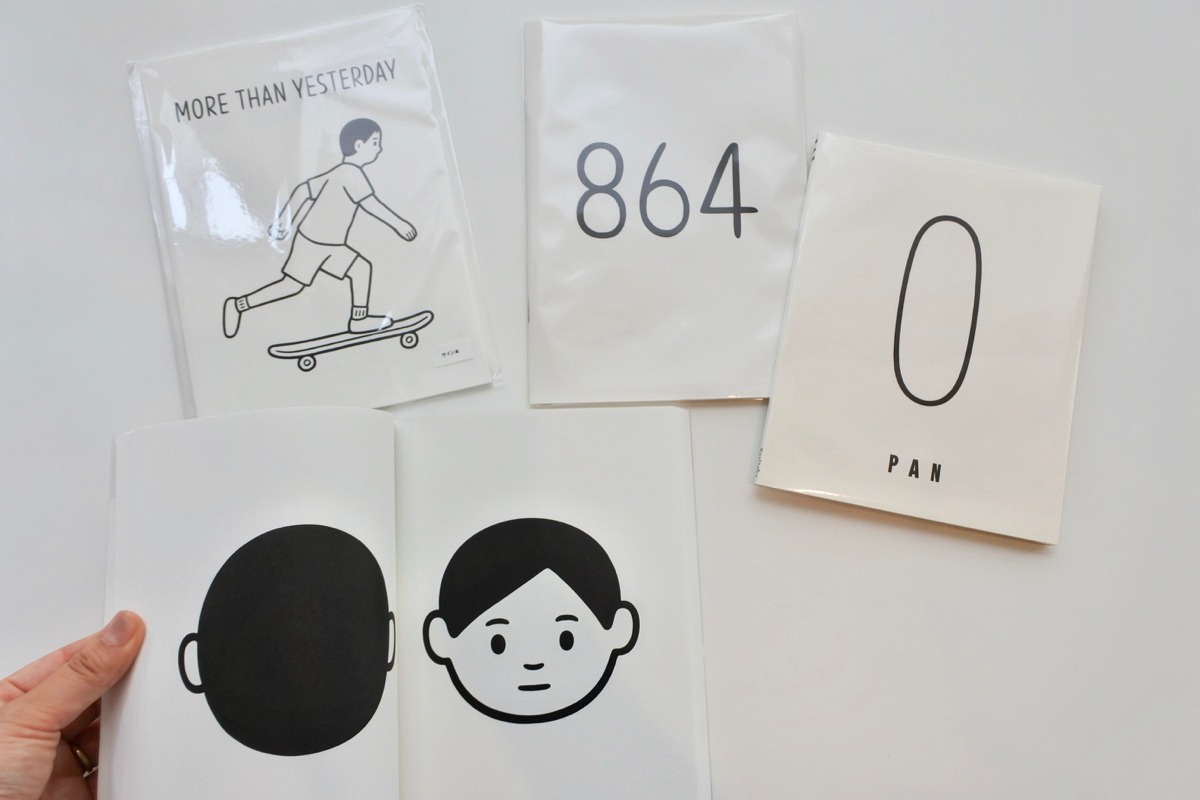 MORE THAN YESTERDAY
サイン本
864
0
PAN